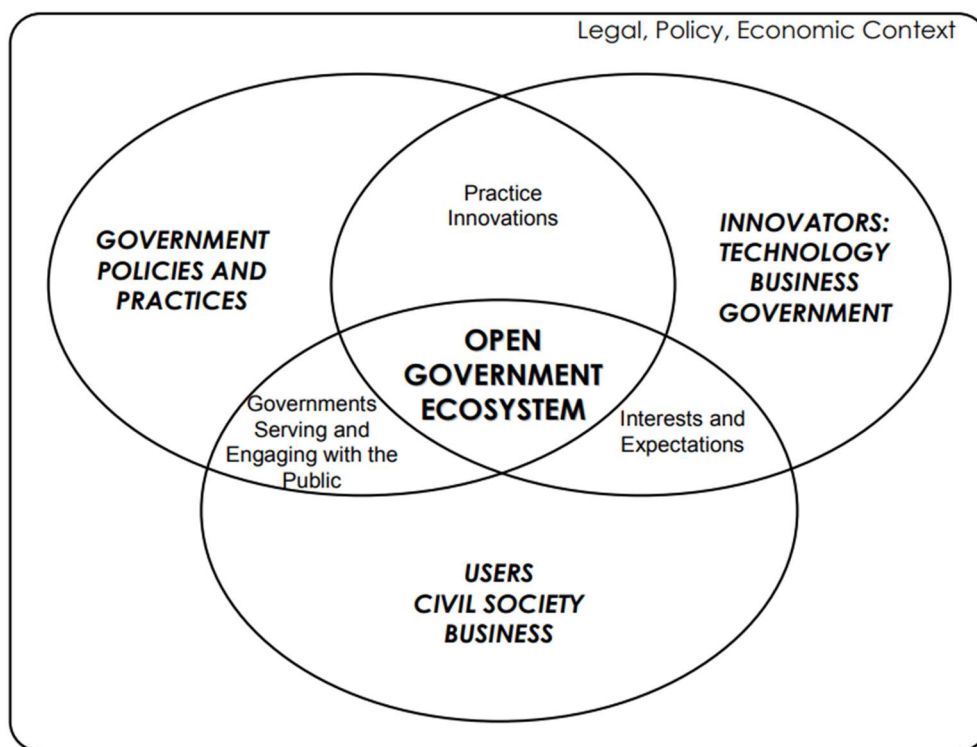 Legal, Policy, Economic Context
Practice
Innovations
GOVERNMENT
POLICIES AND
PRACTICES
INNOVATORS:
TECHNOLOGY
BUSINESS
GOVERNMENT
OPEN
GOVERNMENT
ECOSYSTEM
Governments
Serving and
Engaging with the
Public
Interests and
Expectations
USERS
CIVIL SOCIETY
BUSINESS